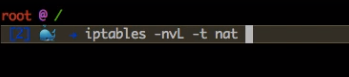 root @ /
[2] 🐳 → iptables -nvL -t nat